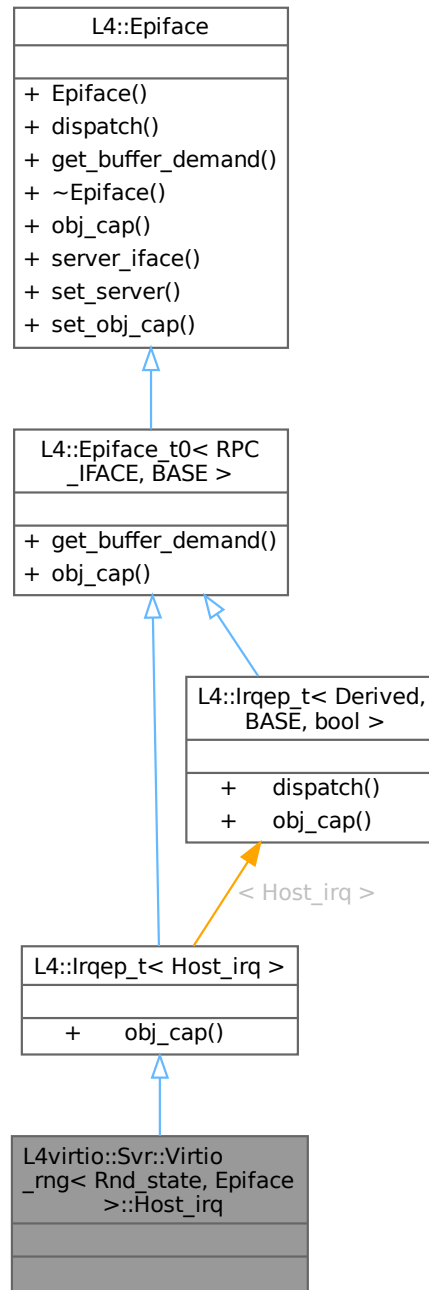 L4::Epiface
+ Epiface()
+ dispatch()
+ get_buffer_demand()
+ ~Epiface()
+ obj_cap()
+ server_iface()
+ set_server()
+ set_obj_cap()
L4::Epiface_t0< RPC
_IFACE, BASE >
+ get_buffer_demand()
+ obj_cap()
L4::Irqep_t< Derived,
BASE, bool >
+ dispatch()
+ obj_cap()
< Host_irq >
L4::Irqep_t< Host_irq >
+ obj_cap()
L4virtio::Svr::Virtio
_rng< Rnd_state, Epiface
>::Host_irq